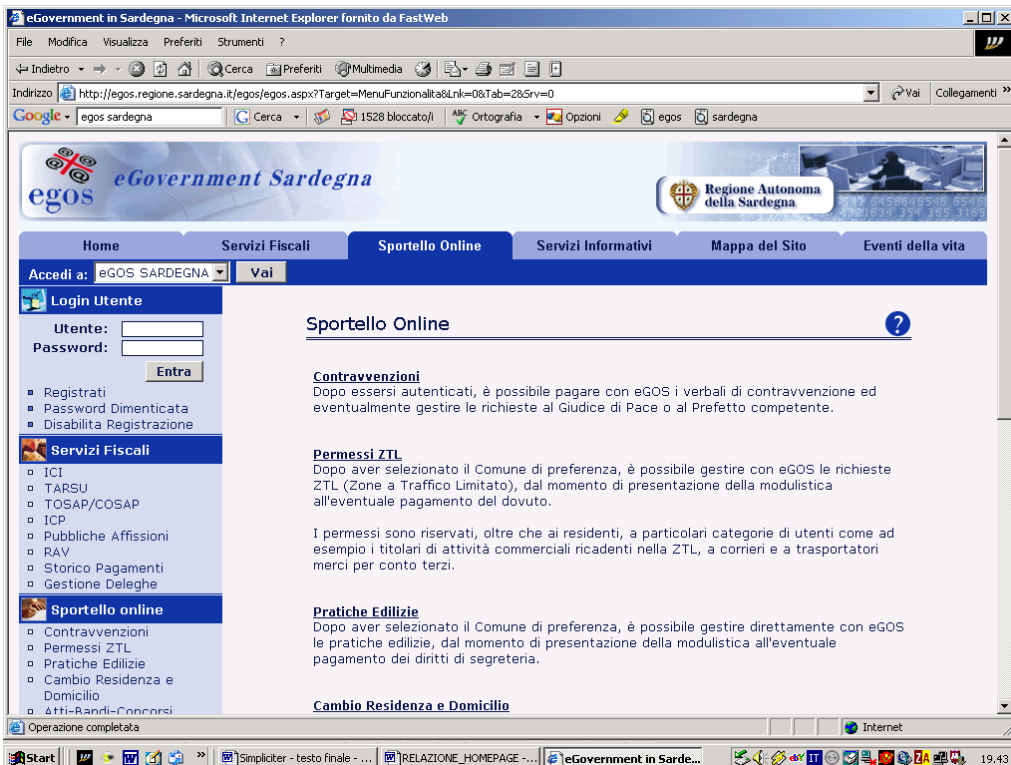 eGovernment in Sardegna - Microsoft Internet Explorer fornito da FastWeb
File Modifica Visualizza Preferiti Strumenti ?
Indietro Cerca Preferiti Multimedia
Indirizzo http://egos.regione.sardegna.it/egos/egos.aspx?Target=MenuFunzionalita&Lnk=0&Tab=2&Srv=0 Vai Collegamenti »
Google egos sardegna Cerca 1528 bloccato/i ABC Ortografia Opzioni egos sardegna
egos eGovernment Sardegna
Regione Autonoma
della Sardegna
Home Servizi Fiscali Sportello Online Servizi Informativi Mappa del Sito Eventi della vita
Accedi a: eGOS SARDEGNA Vai
Login Utente
Utente:
Password:
Entra
Registrati
Password Dimenticata
Disabilita Registrazione
Servizi Fiscali
ICI
TARSU
TOSAP/COSAP
ICP
Pubbliche Affissioni
RAV
Storico Pagamenti
Gestione Deleghe
Sportello online
Contravvenzioni
Permessi ZTL
Pratiche Edilizie
Cambio Residenza e
Domicilio
Atti-Bandi-Concorsi
Sportello Online ?
Contravvenzioni
Dopo essersi autenticati, è possibile pagare con eGOS i verbali di contravvenzione ed
eventualmente gestire le richieste al Giudice di Pace o al Prefetto competente.
Permessi ZTL
Dopo aver selezionato il Comune di preferenza, è possibile gestire con eGOS le richieste
ZTL (Zone a Traffico Limitato), dal momento di presentazione della modulistica
all'eventuale pagamento del dovuto.
I permessi sono riservati, oltre che ai residenti, a particolari categorie di utenti come ad
esempio i titolari di attività commerciali ricadenti nella ZTL, a corrieri e a trasportatori
merci per conto terzi.
Pratiche Edilizie
Dopo aver selezionato il Comune di preferenza, è possibile gestire direttamente con eGOS
le pratiche edilizie, dal momento di presentazione della modulistica all'eventuale
pagamento dei diritti di segreteria.
Cambio Residenza e Domicilio
Operazione completata Internet
Start » Simpliciter - testo finale - ... RELAZIONE_HOMEPAGE -... eGovernment in Sarde... 19.43